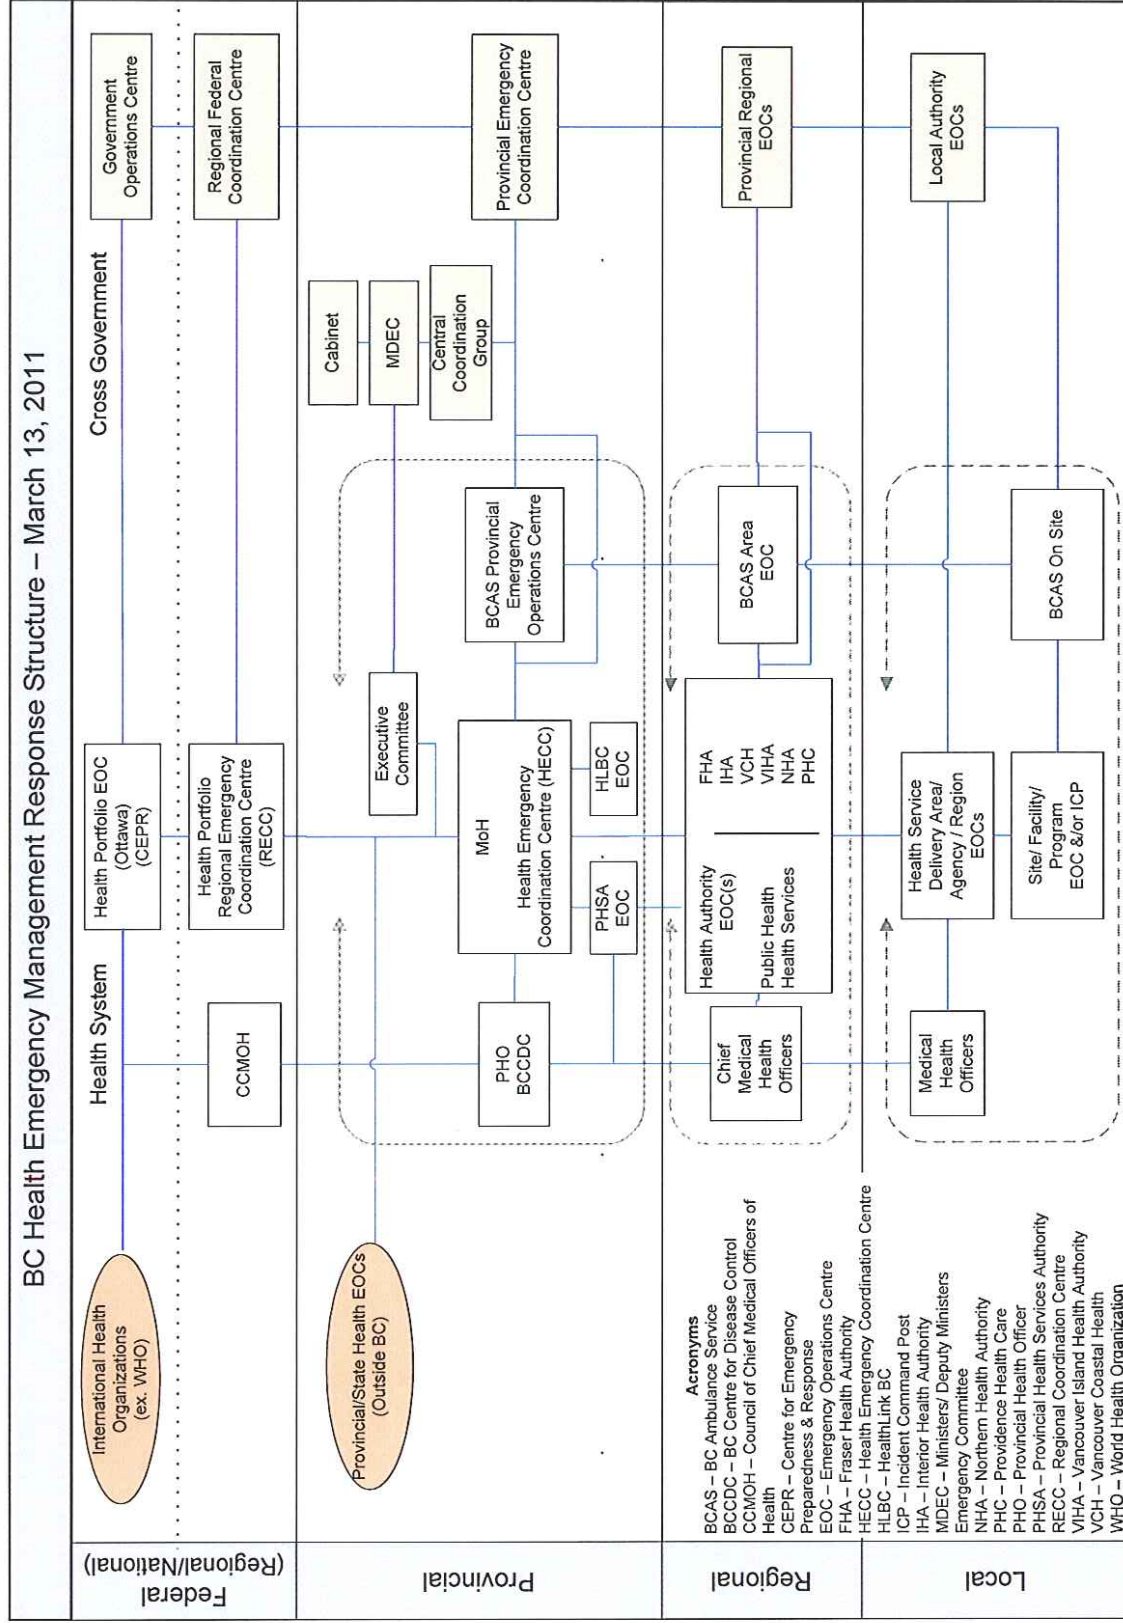 BC Health Emergency Management Response Structure – March 13, 2011
Health System
Cross Government
Federal
(Regional/National)
International Health
Organizations
(ex. WHO)
Health Portfolio EOC
(Ottawa)
(CEPR)
Government
Operations Centre
CCMOH
Health Portfolio
Regional Emergency
Coordination Centre
(RECC)
Regional Federal
Coordination Centre
Provincial
Provincial/State Health EOCs
(Outside BC)
Executive
Committee
Cabinet
MDEC
Central
Coordination
Group
PHO
BCCDC
MoH
Health Emergency
Coordination Centre (HECC)
BCAS Provincial
Emergency
Operations Centre
Provincial Emergency
Coordination Centre
PHSA
EOC
HLBC
EOC
Regional
Chief
Medical
Health
Officers
Health Authority
EOC(s)
Public Health
Health Services
FHA
IHA
VCH
VIHA
NHA
PHC
BCAS Area
EOC
Provincial Regional
EOCs
Local
Medical
Health
Officers
Health Service
Delivery Area/
Agency / Region
EOCs
Local Authority
EOCs
Site/ Facility/
Program
EOC &/or ICP
BCAS On Site
Acronyms
BCAS – BC Ambulance Service
BCCDC – BC Centre for Disease Control
CCMOH – Council of Chief Medical Officers of
Health
CEPR – Centre for Emergency
Preparedness & Response
EOC – Emergency Operations Centre
FHA – Fraser Health Authority
HECC – Health Emergency Coordination Centre
HLBC – HealthLink BC
ICP – Incident Command Post
IHA – Interior Health Authority
MDEC – Ministers/ Deputy Ministers
Emergency Committee
NHA – Northern Health Authority
PHC – Providence Health Care
PHO – Provincial Health Officer
PHSA – Provincial Health Services Authority
RECC – Regional Coordination Centre
VIHA – Vancouver Island Health Authority
VCH – Vancouver Coastal Health
WHO – World Health Organization